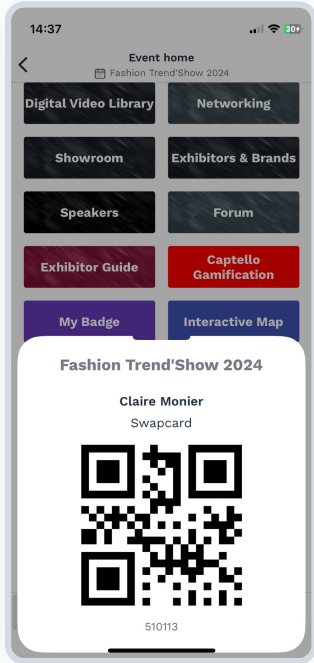 14:37
30
Event home
Fashion Trend'Show 2024
Digital Video Library
Networking
Showroom
Exhibitors & Brands
Speakers
Forum
Exhibitor Guide
Captello
Gamification
My Badge
Interactive Map
Fashion Trend'Show 2024
Claire Monier
Swapcard
510113